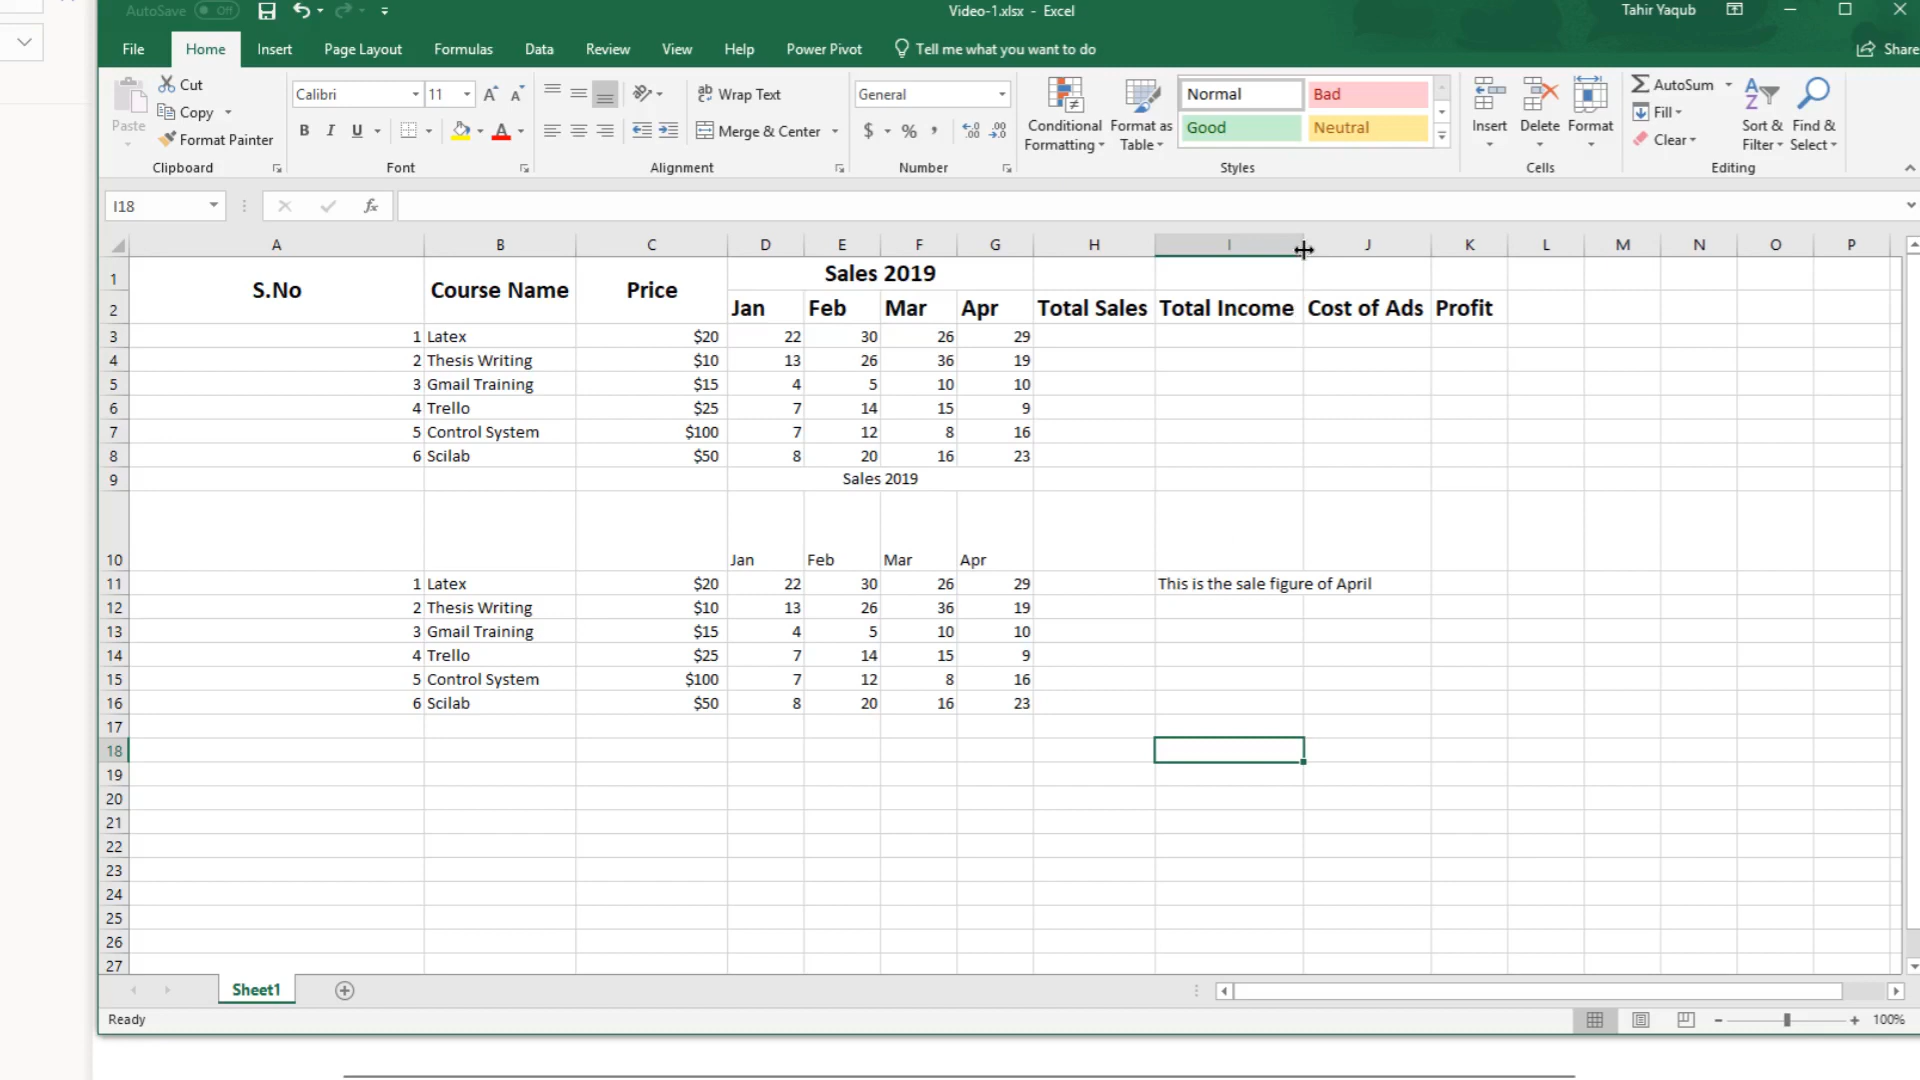 AutoSave Off Video-1.xlsx - Excel Tahir Yaqub
File Home Insert Page Layout Formulas Data Review View Help Power Pivot Tell me what you want to do Share
Cut Calibri 11 Wrap Text General Normal Bad AutoSum
Copy Good Neutral Fill
Paste Format Painter B I U Merge & Center $ % , Conditional Formatting Format as Table Insert Delete Format Clear Sort & Filter Find & Select
Clipboard Font Alignment Number Styles Cells Editing
I18 fx
A B C D E F G H I J K L M N O P
1 S.No Course Name Price Sales 2019
2 Jan Feb Mar Apr Total Sales Total Income Cost of Ads Profit
3 1 Latex $20 22 30 26 29
4 2 Thesis Writing $10 13 26 36 19
5 3 Gmail Training $15 4 5 10 10
6 4 Trello $25 7 14 15 9
7 5 Control System $100 7 12 8 16
8 6 Scilab $50 8 20 16 23
9 Sales 2019
10 Jan Feb Mar Apr
11 1 Latex $20 22 30 26 29 This is the sale figure of April
12 2 Thesis Writing $10 13 26 36 19
13 3 Gmail Training $15 4 5 10 10
14 4 Trello $25 7 14 15 9
15 5 Control System $100 7 12 8 16
16 6 Scilab $50 8 20 16 23
17
18
19
20
21
22
23
24
25
26
27
Sheet1
Ready 100%